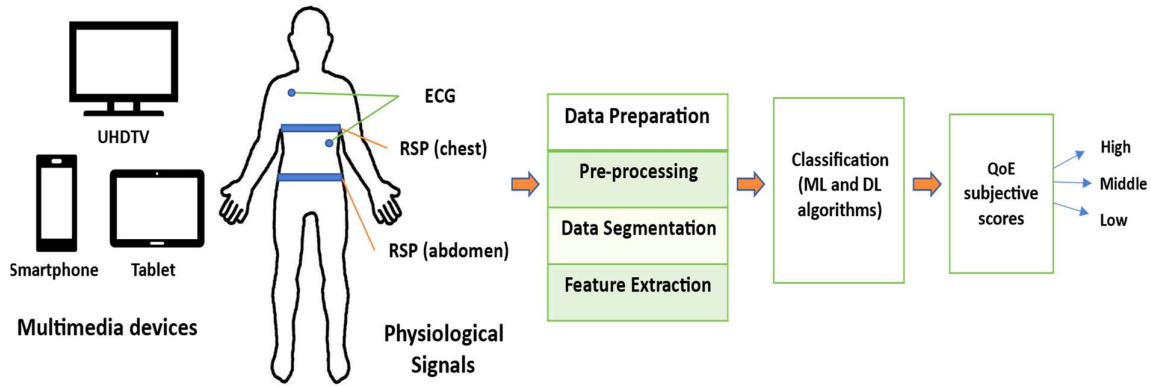 UHDTV
Smartphone
Tablet
Multimedia devices
ECG
RSP (chest)
RSP (abdomen)
Physiological
Signals
Data Preparation
Pre-processing
Data Segmentation
Feature Extraction
Classification
(ML and DL
algorithms)
QoE
subjective
scores
High
Middle
Low